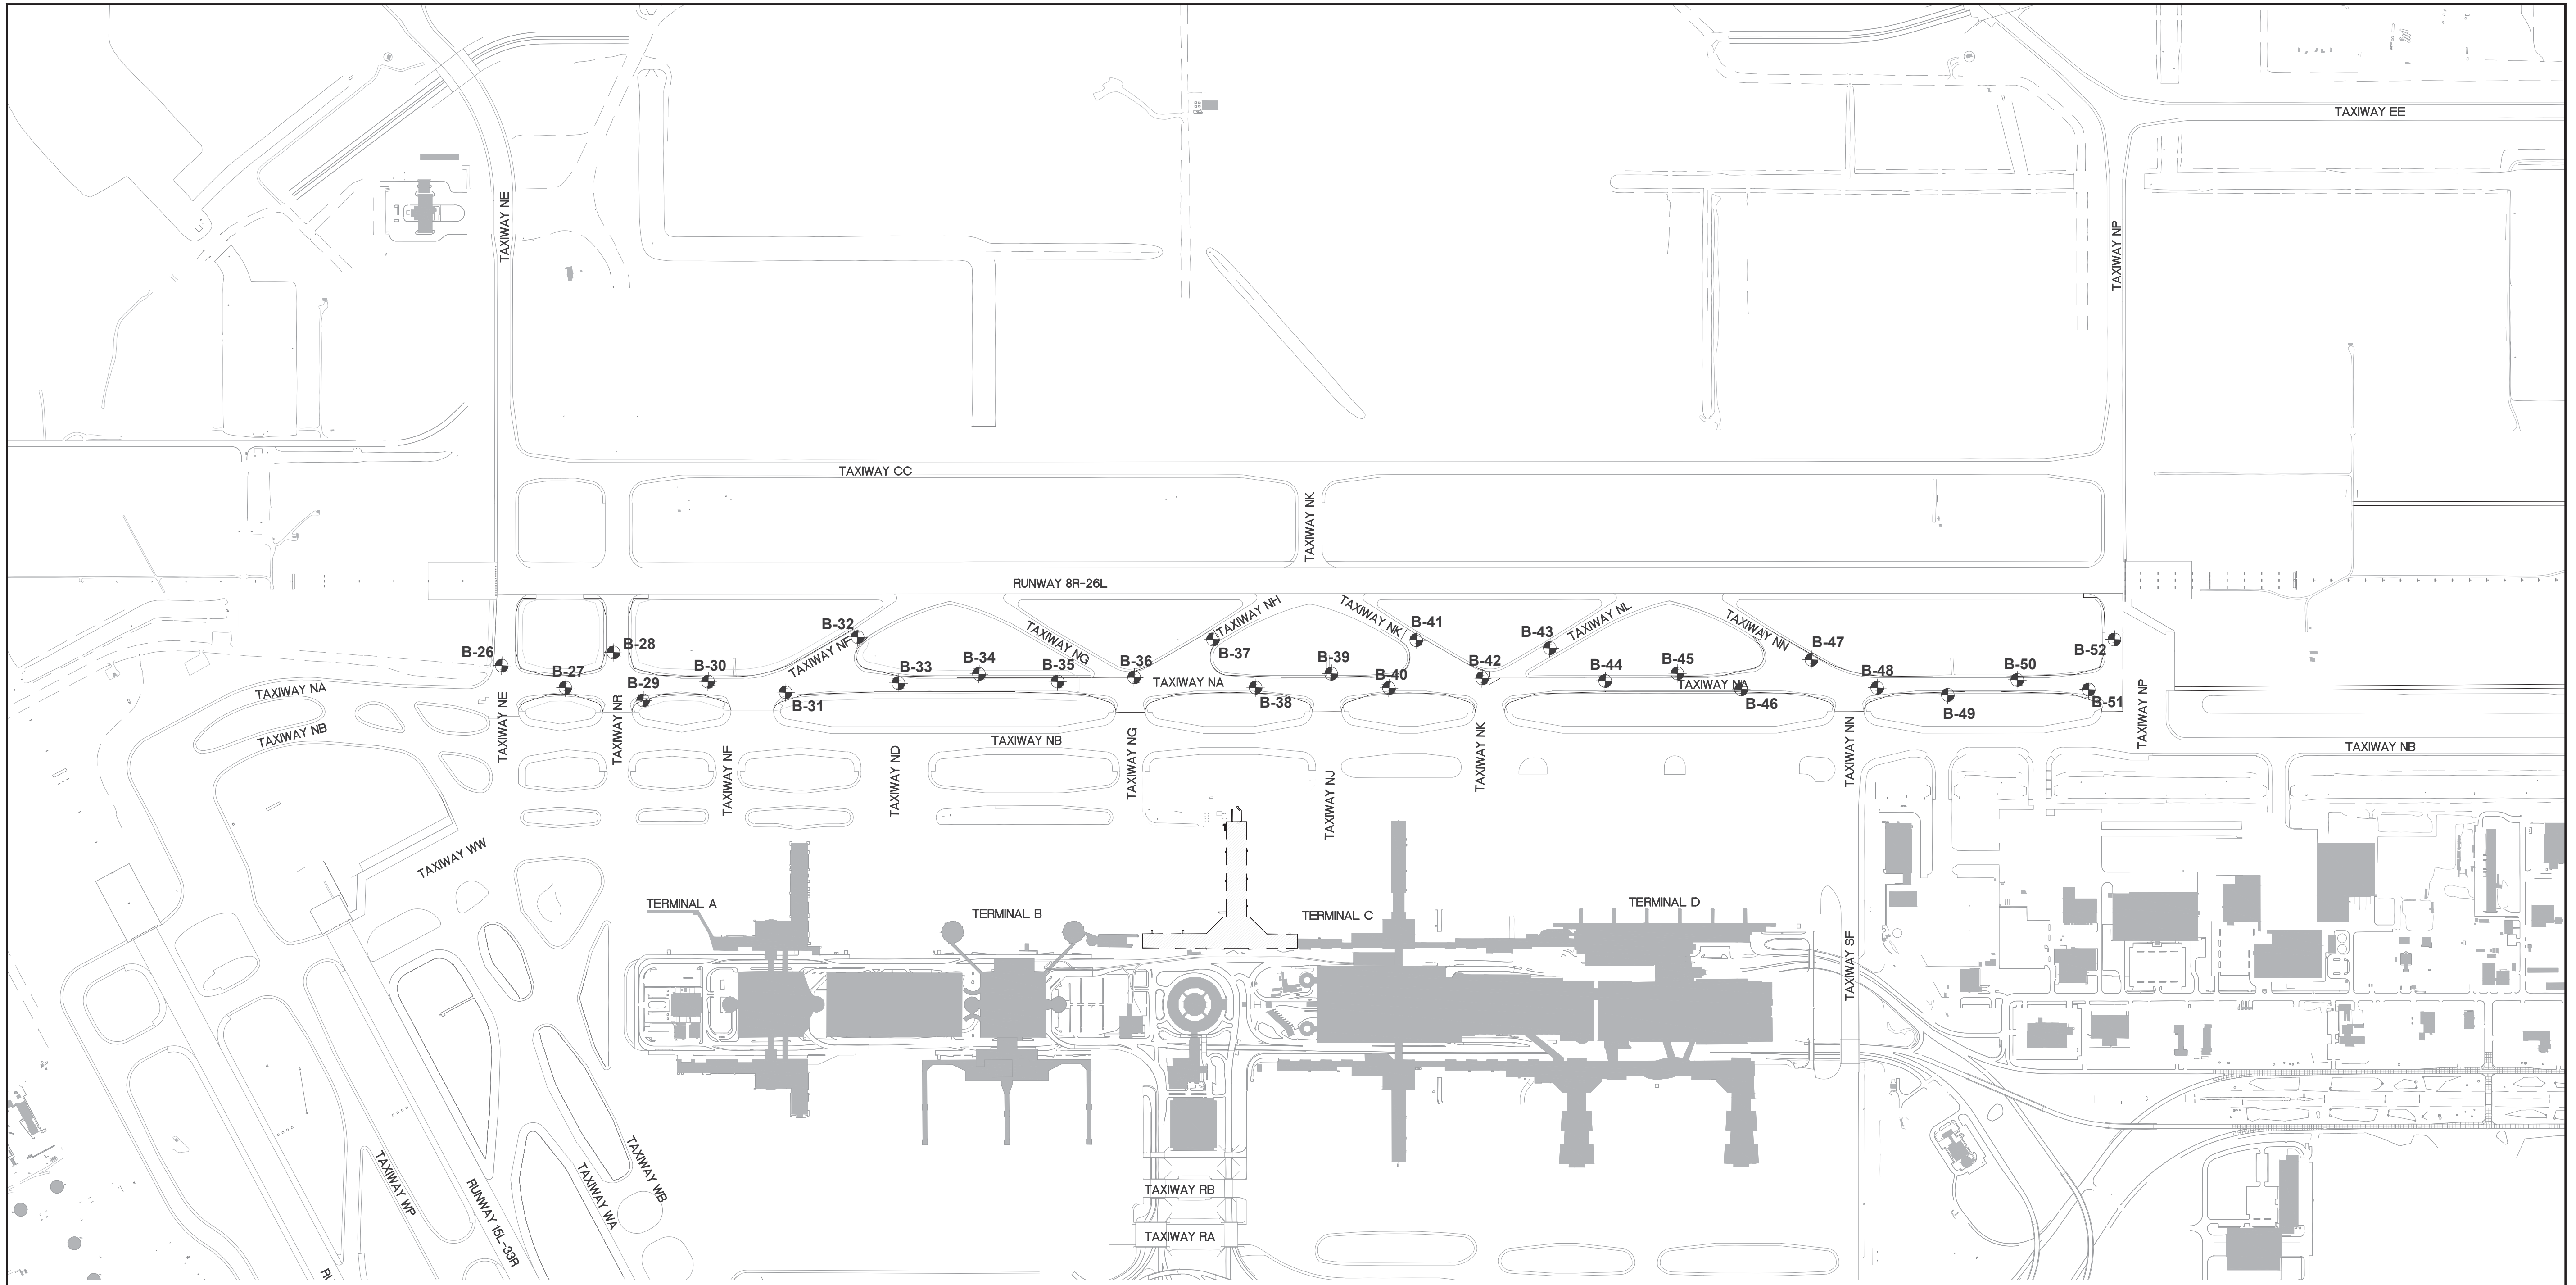 TAXIWAY EE
TAXIWAY NE
TAXIWAY NP
TAXIWAY CC
TAXIWAY NK
RUNWAY 8R-26L
TAXIWAY NH
TAXIWAY NK
TAXIWAY NL
TAXIWAY NN
TAXIWAY NG
TAXIWAY NF
B-26
B-27
B-28
B-29
B-30
B-31
B-32
B-33
B-34
B-35
B-36
B-37
B-38
B-39
B-40
B-41
B-42
B-43
B-44
B-45
B-46
B-47
B-48
B-49
B-50
B-51
B-52
TAXIWAY NA
TAXIWAY NA
TAXIWAY NA
TAXIWAY NB
TAXIWAY NB
TAXIWAY NB
TAXIWAY NE
TAXIWAY NR
TAXIWAY NF
TAXIWAY ND
TAXIWAY NG
TAXIWAY NJ
TAXIWAY NK
TAXIWAY NN
TAXIWAY NP
TAXIWAY WW
TERMINAL A
TERMINAL B
TERMINAL C
TERMINAL D
TAXIWAY SF
TAXIWAY WP
RUNWAY 15L-33R
TAXIWAY WA
TAXIWAY WB
TAXIWAY RB
TAXIWAY RA